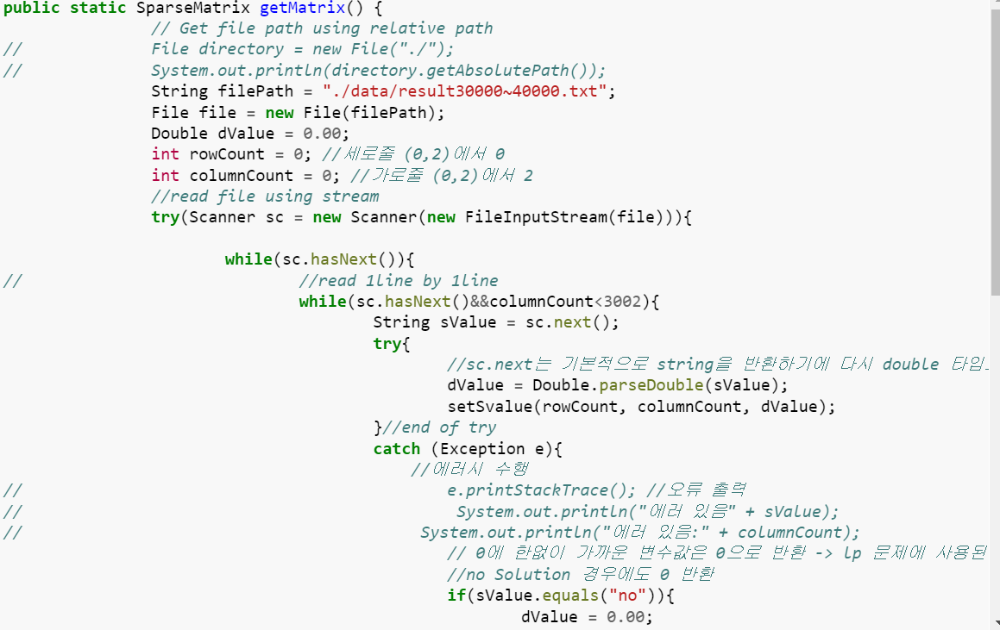 public static SparseMatrix getMatrix() {
// Get file path using relative path
// File directory = new File("./");
// System.out.println(directory.getAbsolutePath());
String filePath = "./data/result30000~40000.txt";
File file = new File(filePath);
Double dValue = 0.00;
int rowCount = 0; //세로줄 (0,2)에서 0
int columnCount = 0; //가로줄 (0,2)에서 2
//read file using stream
try(Scanner sc = new Scanner(new FileInputStream(file))){
while(sc.hasNext()){
// //read 1line by 1line
while(sc.hasNext()&&columnCount<3002){
String sValue = sc.next();
try{
//sc.next는 기본적으로 string을 반환하기에 다시 double 타입
dValue = Double.parseDouble(sValue);
setSvalue(rowCount, columnCount, dValue);
}//end of try
catch (Exception e){
//에러시 수행
// e.printStackTrace(); //오류 출력
// System.out.println("에러 있음" + sValue);
// System.out.println("에러 있음:" + columnCount);
// 0에 한없이 가까운 변수값은 0으로 반환 -> lp 문제에 사용된
//no Solution 경우에도 0 반환
if(sValue.equals("no")){
dValue = 0.00;